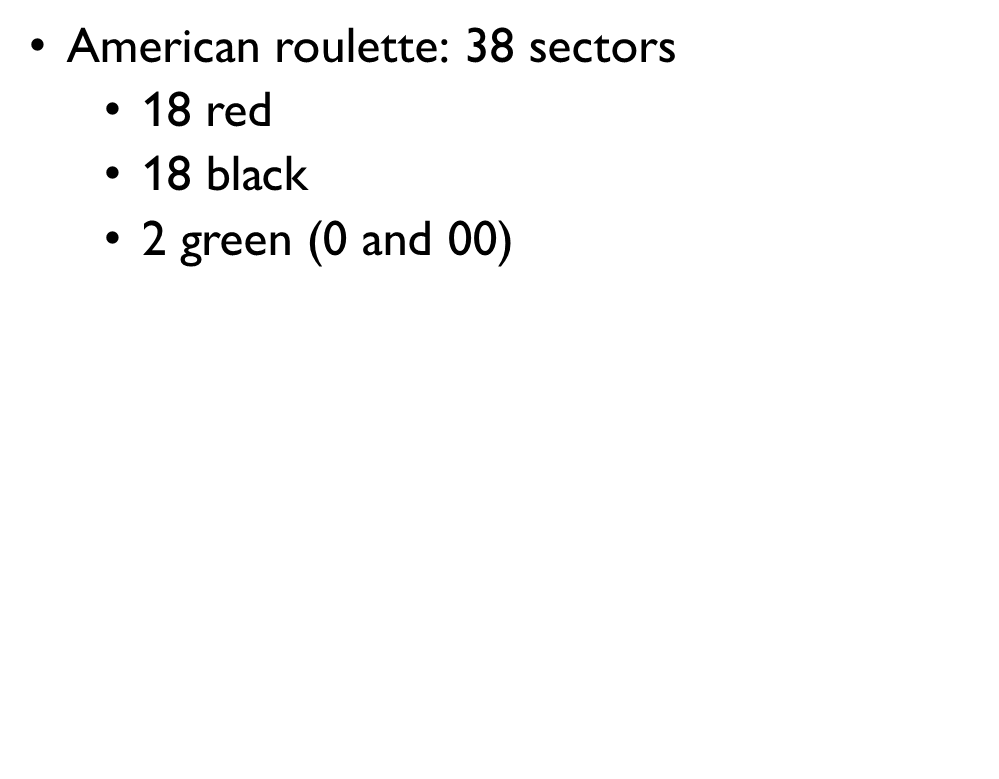 • American roulette: 38 sectors
• 18 red
• 18 black
• 2 green (0 and 00)